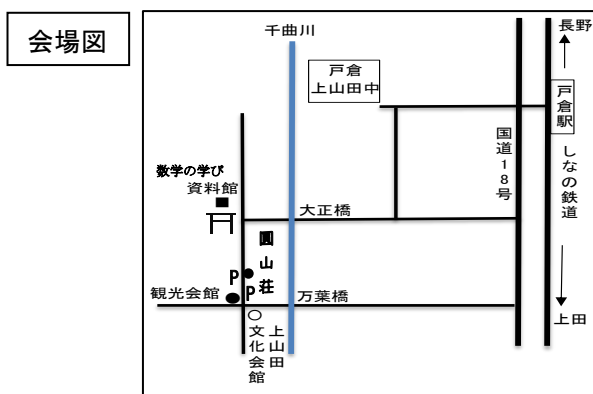 会場図
千曲川
長野
戸倉
上山田中
戸倉駅
国道18号
しなの鉄道
数学の学び
資料館
大正橋
圓山荘
P
P
観光会館
万葉橋
上田
上山田
文化会館